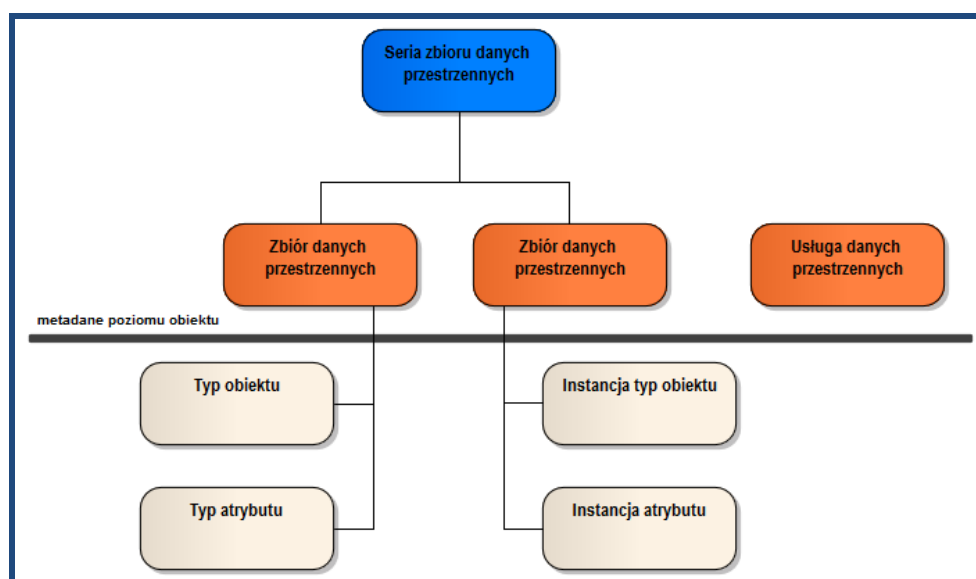 Seria zbioru danych
przestrzennych
Zbiór danych
przestrzennych
Zbiór danych
przestrzennych
Usługa danych
przestrzennych
metadane poziomu obiektu
Typ obiektu
Instancja typ obiektu
Typ atrybutu
Instancja atrybutu